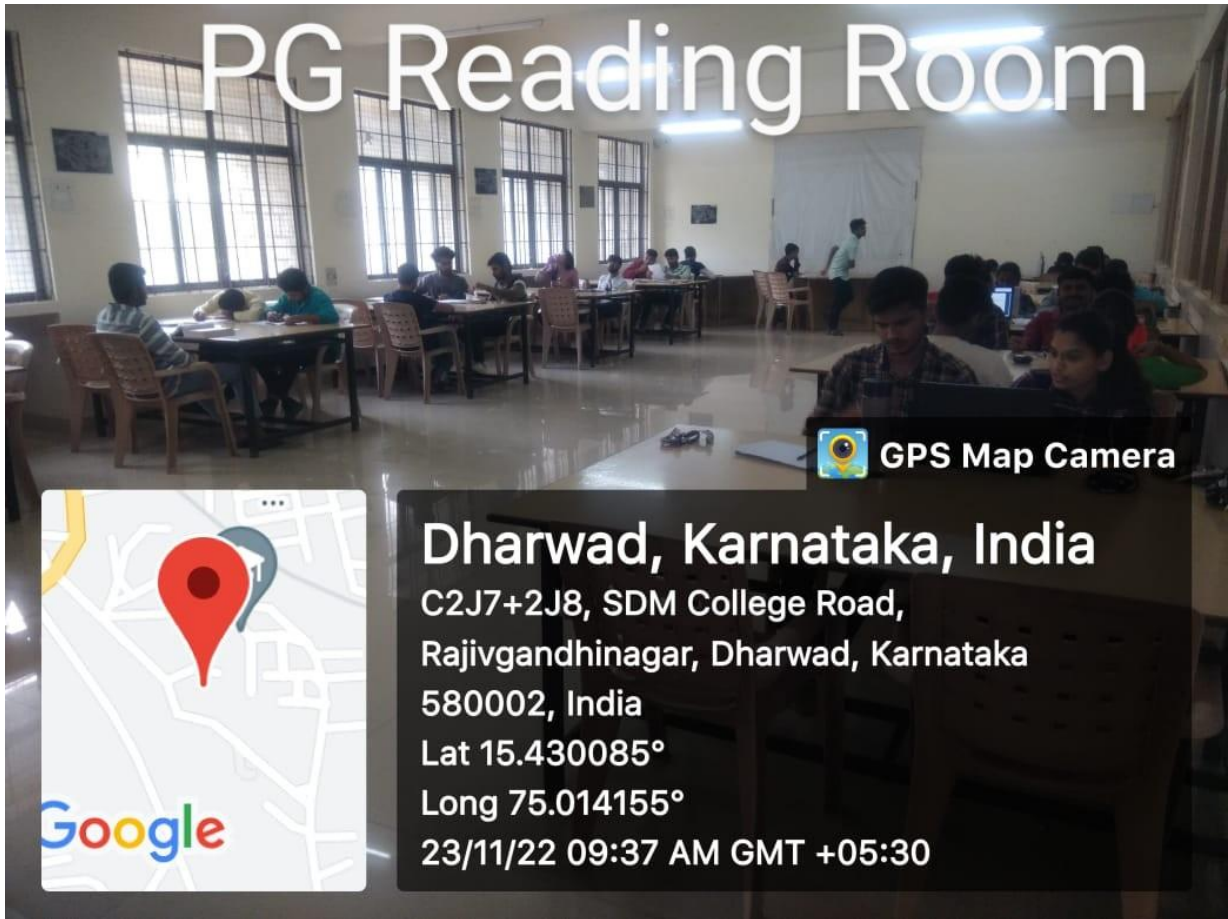 PG Reading Room
GPS Map Camera
Dharwad, Karnataka, India
C2J7+2J8, SDM College Road,
Rajivgandhinagar, Dharwad, Karnataka
580002, India
Lat 15.430085°
Long 75.014155°
23/11/22 09:37 AM GMT +05:30
Google